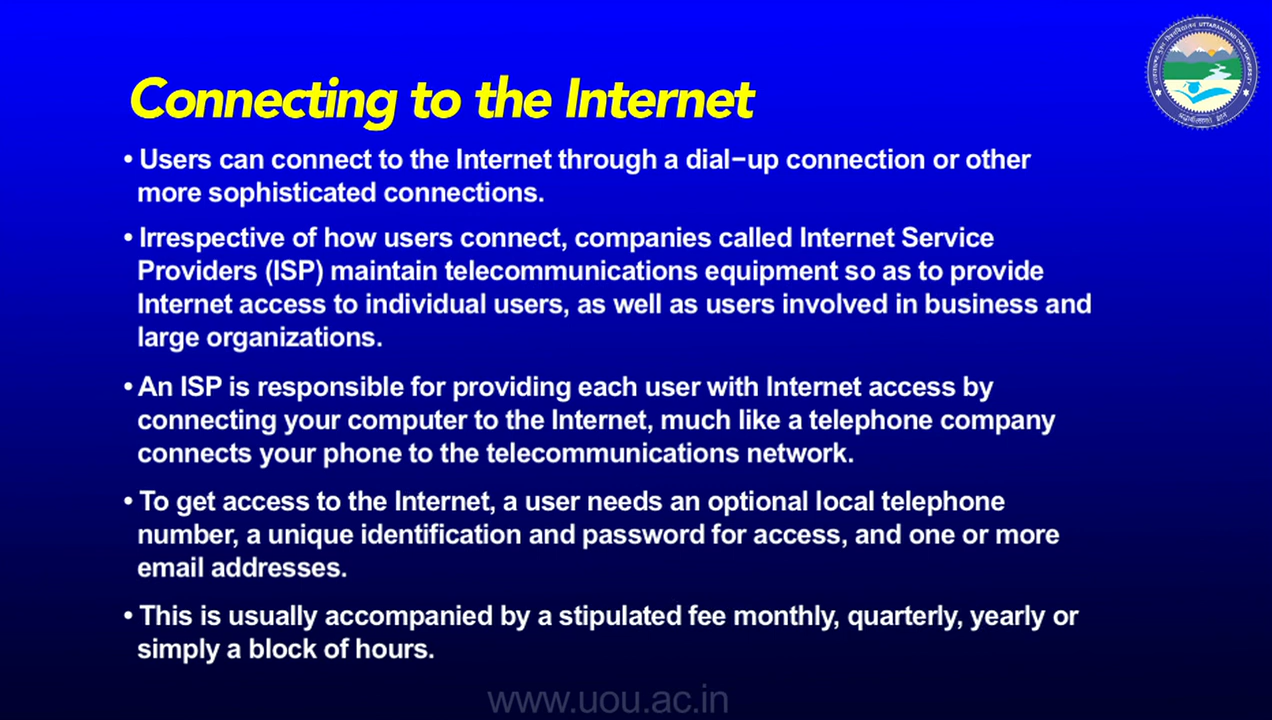 Connecting to the Internet
• Users can connect to the Internet through a dial-up connection or other
more sophisticated connections.
• Irrespective of how users connect, companies called Internet Service
Providers (ISP) maintain telecommunications equipment so as to provide
Internet access to individual users, as well as users involved in business and
large organizations.
• An ISP is responsible for providing each user with Internet access by
connecting your computer to the Internet, much like a telephone company
connects your phone to the telecommunications network.
• To get access to the Internet, a user needs an optional local telephone
number, a unique identification and password for access, and one or more
email addresses.
• This is usually accompanied by a stipulated fee monthly, quarterly, yearly or
simply a block of hours.
www.uou.ac.in
UTTARAKHAND OPEN UNIVERSITY